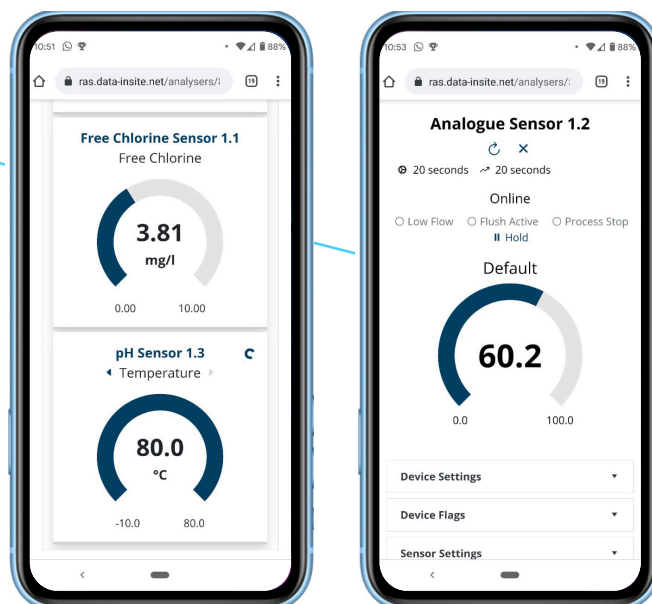 10:51
88%
ras.data-insite.net/analysers/
19
Free Chlorine Sensor 1.1
Free Chlorine
3.81
mg/l
0.00 10.00
pH Sensor 1.3
Temperature
80.0
°C
-10.0 80.0
10:53
88%
ras.data-insite.net/analysers/
19
Analogue Sensor 1.2
20 seconds 20 seconds
Online
Low Flow Flush Active Process Stop
Hold
Default
60.2
0.0 100.0
Device Settings
Device Flags
Sensor Settings